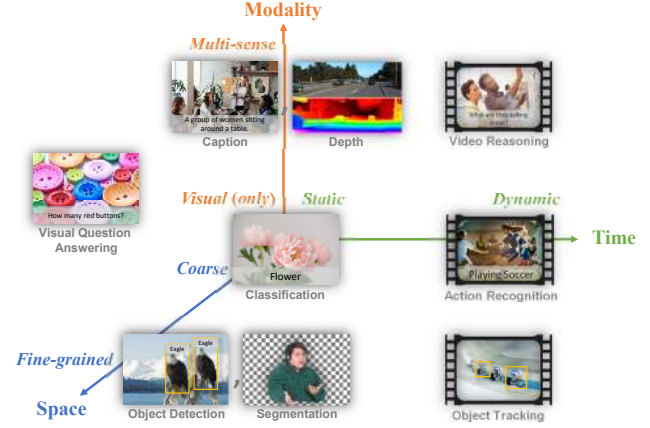 Modality
Multi-sense
A group of women sitting
around a table.
,
Caption
Depth
What are they talking
about?
Video Reasoning
How many red buttons?
Visual Question
Answering
Visual (only)
Static
Dynamic
Time
Flower
Classification
Playing Soccer
Action Recognition
Coarse
Fine-grained
Space
Eagle
Eagle
,
Object Detection
Segmentation
Object Tracking